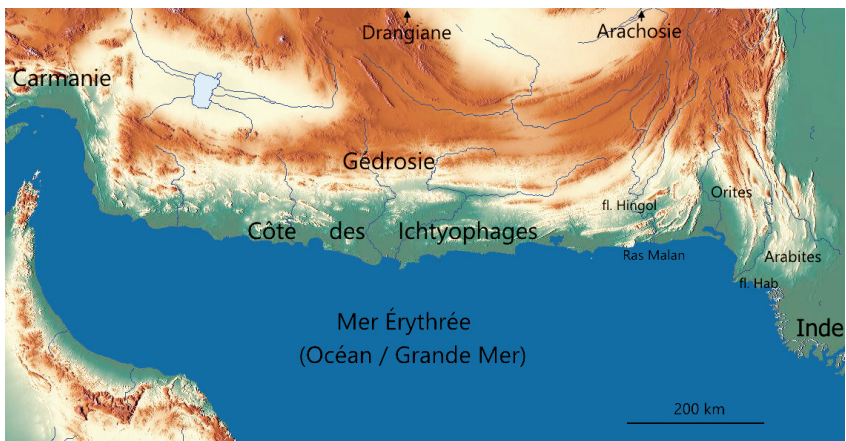 Drangiane
Arachosie
Carmanie
Gédrosie
Orites
fl. Hingol
Côte des Ichtyophages
Ras Malan
Arabites
fl. Hab
Mer Érythrée
(Océan / Grande Mer)
Inde
200 km